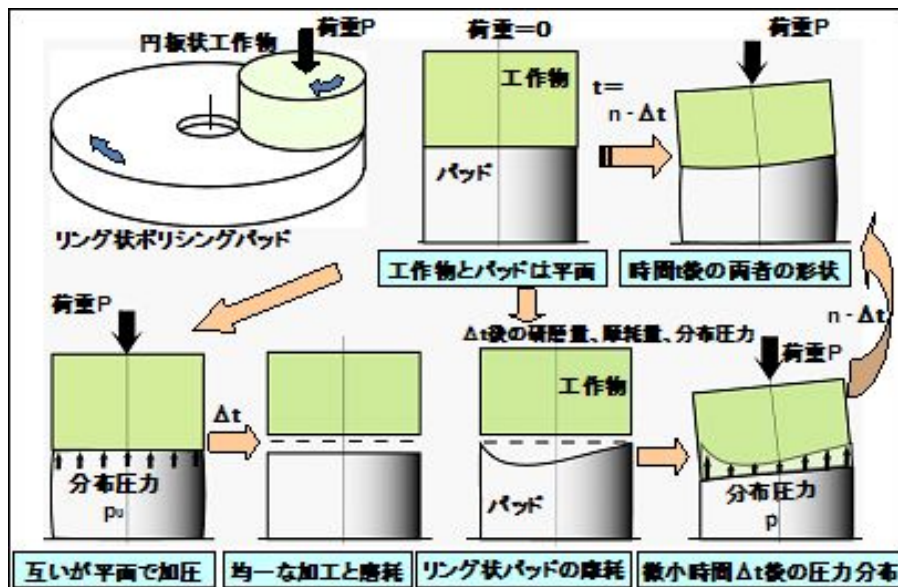 荷重P
円板状工作物
リング状ポリシングパッド
荷重=0
工作物
パッド
t=
n-Δt
荷重P
工作物とパッドは平面
時間t後の両者の形状
荷重P
Δt
分布圧力
pu
互いが平面で加圧
均一な加工と磨耗
Δt後の研磨量、摩耗量、分布圧力
工作物
パッド
リング状パッドの摩耗
n-Δt
荷重P
分布圧力
p
微小時間Δt後の圧力分布